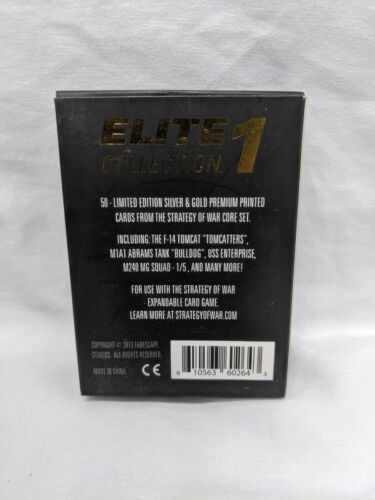 ELITE 1
COLLECTION
50 - LIMITED EDITION SILVER & GOLD PREMIUM PRINTED
CARDS FROM THE STRATEGY OF WAR CORE SET.
INCLUDING: THE F-14 TOMCAT "TOMCATTERS",
M1A1 ABRAMS TANK "BULLDOG", USS ENTERPRISE,
M240 MG SQUAD - 1/5, AND MANY MORE!
FOR USE WITH THE STRATEGY OF WAR
EXPANDABLE CARD GAME.
LEARN MORE AT STRATEGYOFWAR.COM
COPYRIGHT © 2013 FADESCAPE
STUDIOS. ALL RIGHTS RESERVED
MADE IN CHINA.
CE
6 10563 60264 3